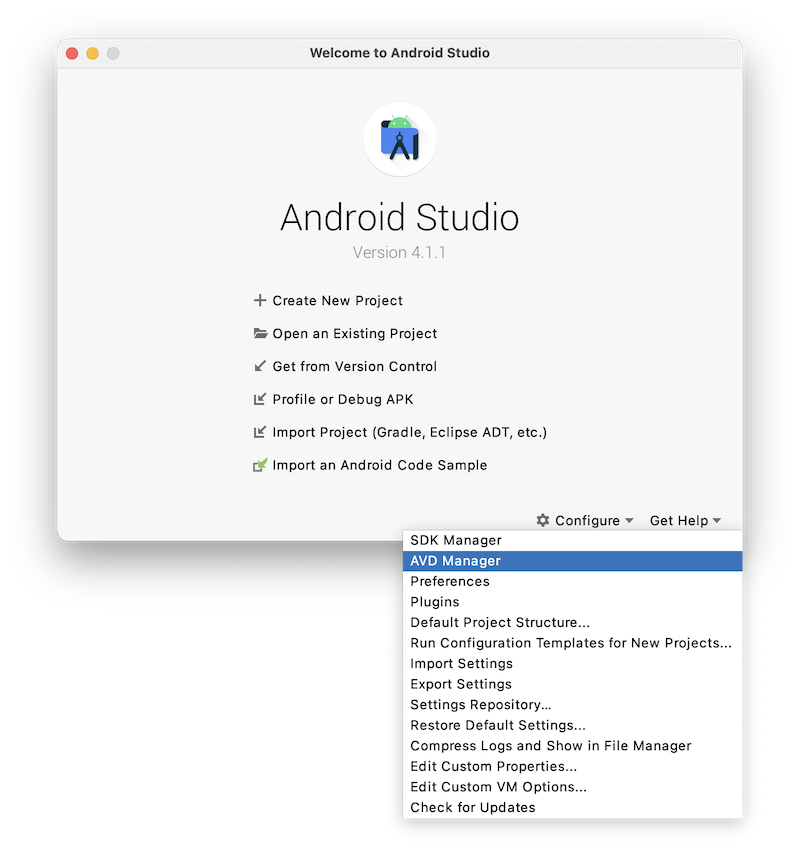 Welcome to Android Studio
Android Studio
Version 4.1.1
Create New Project
Open an Existing Project
Get from Version Control
Profile or Debug APK
Import Project (Gradle, Eclipse ADT, etc.)
Import an Android Code Sample
Configure Get Help
SDK Manager
AVD Manager
Preferences
Plugins
Default Project Structure...
Run Configuration Templates for New Projects...
Import Settings
Export Settings
Settings Repository...
Restore Default Settings...
Compress Logs and Show in File Manager
Edit Custom Properties...
Edit Custom VM Options...
Check for Updates